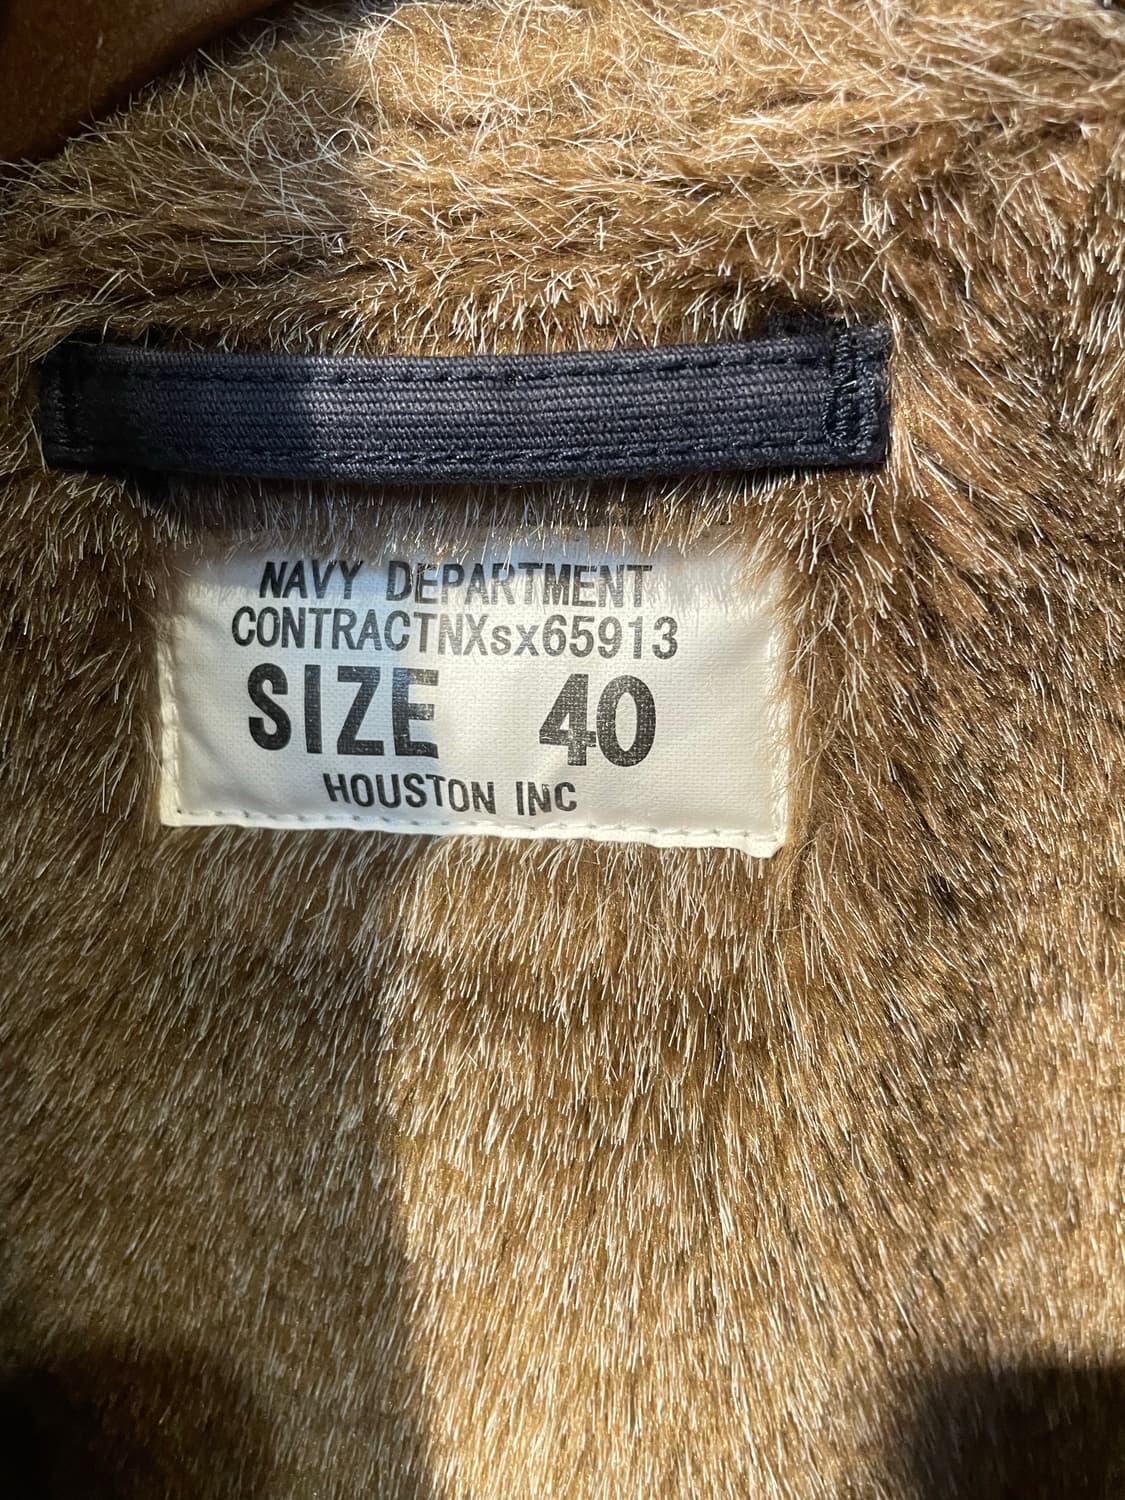 NAVY DEPARTMENT
CONTRACTNXsx65913
SIZE 40
HOUSTON INC